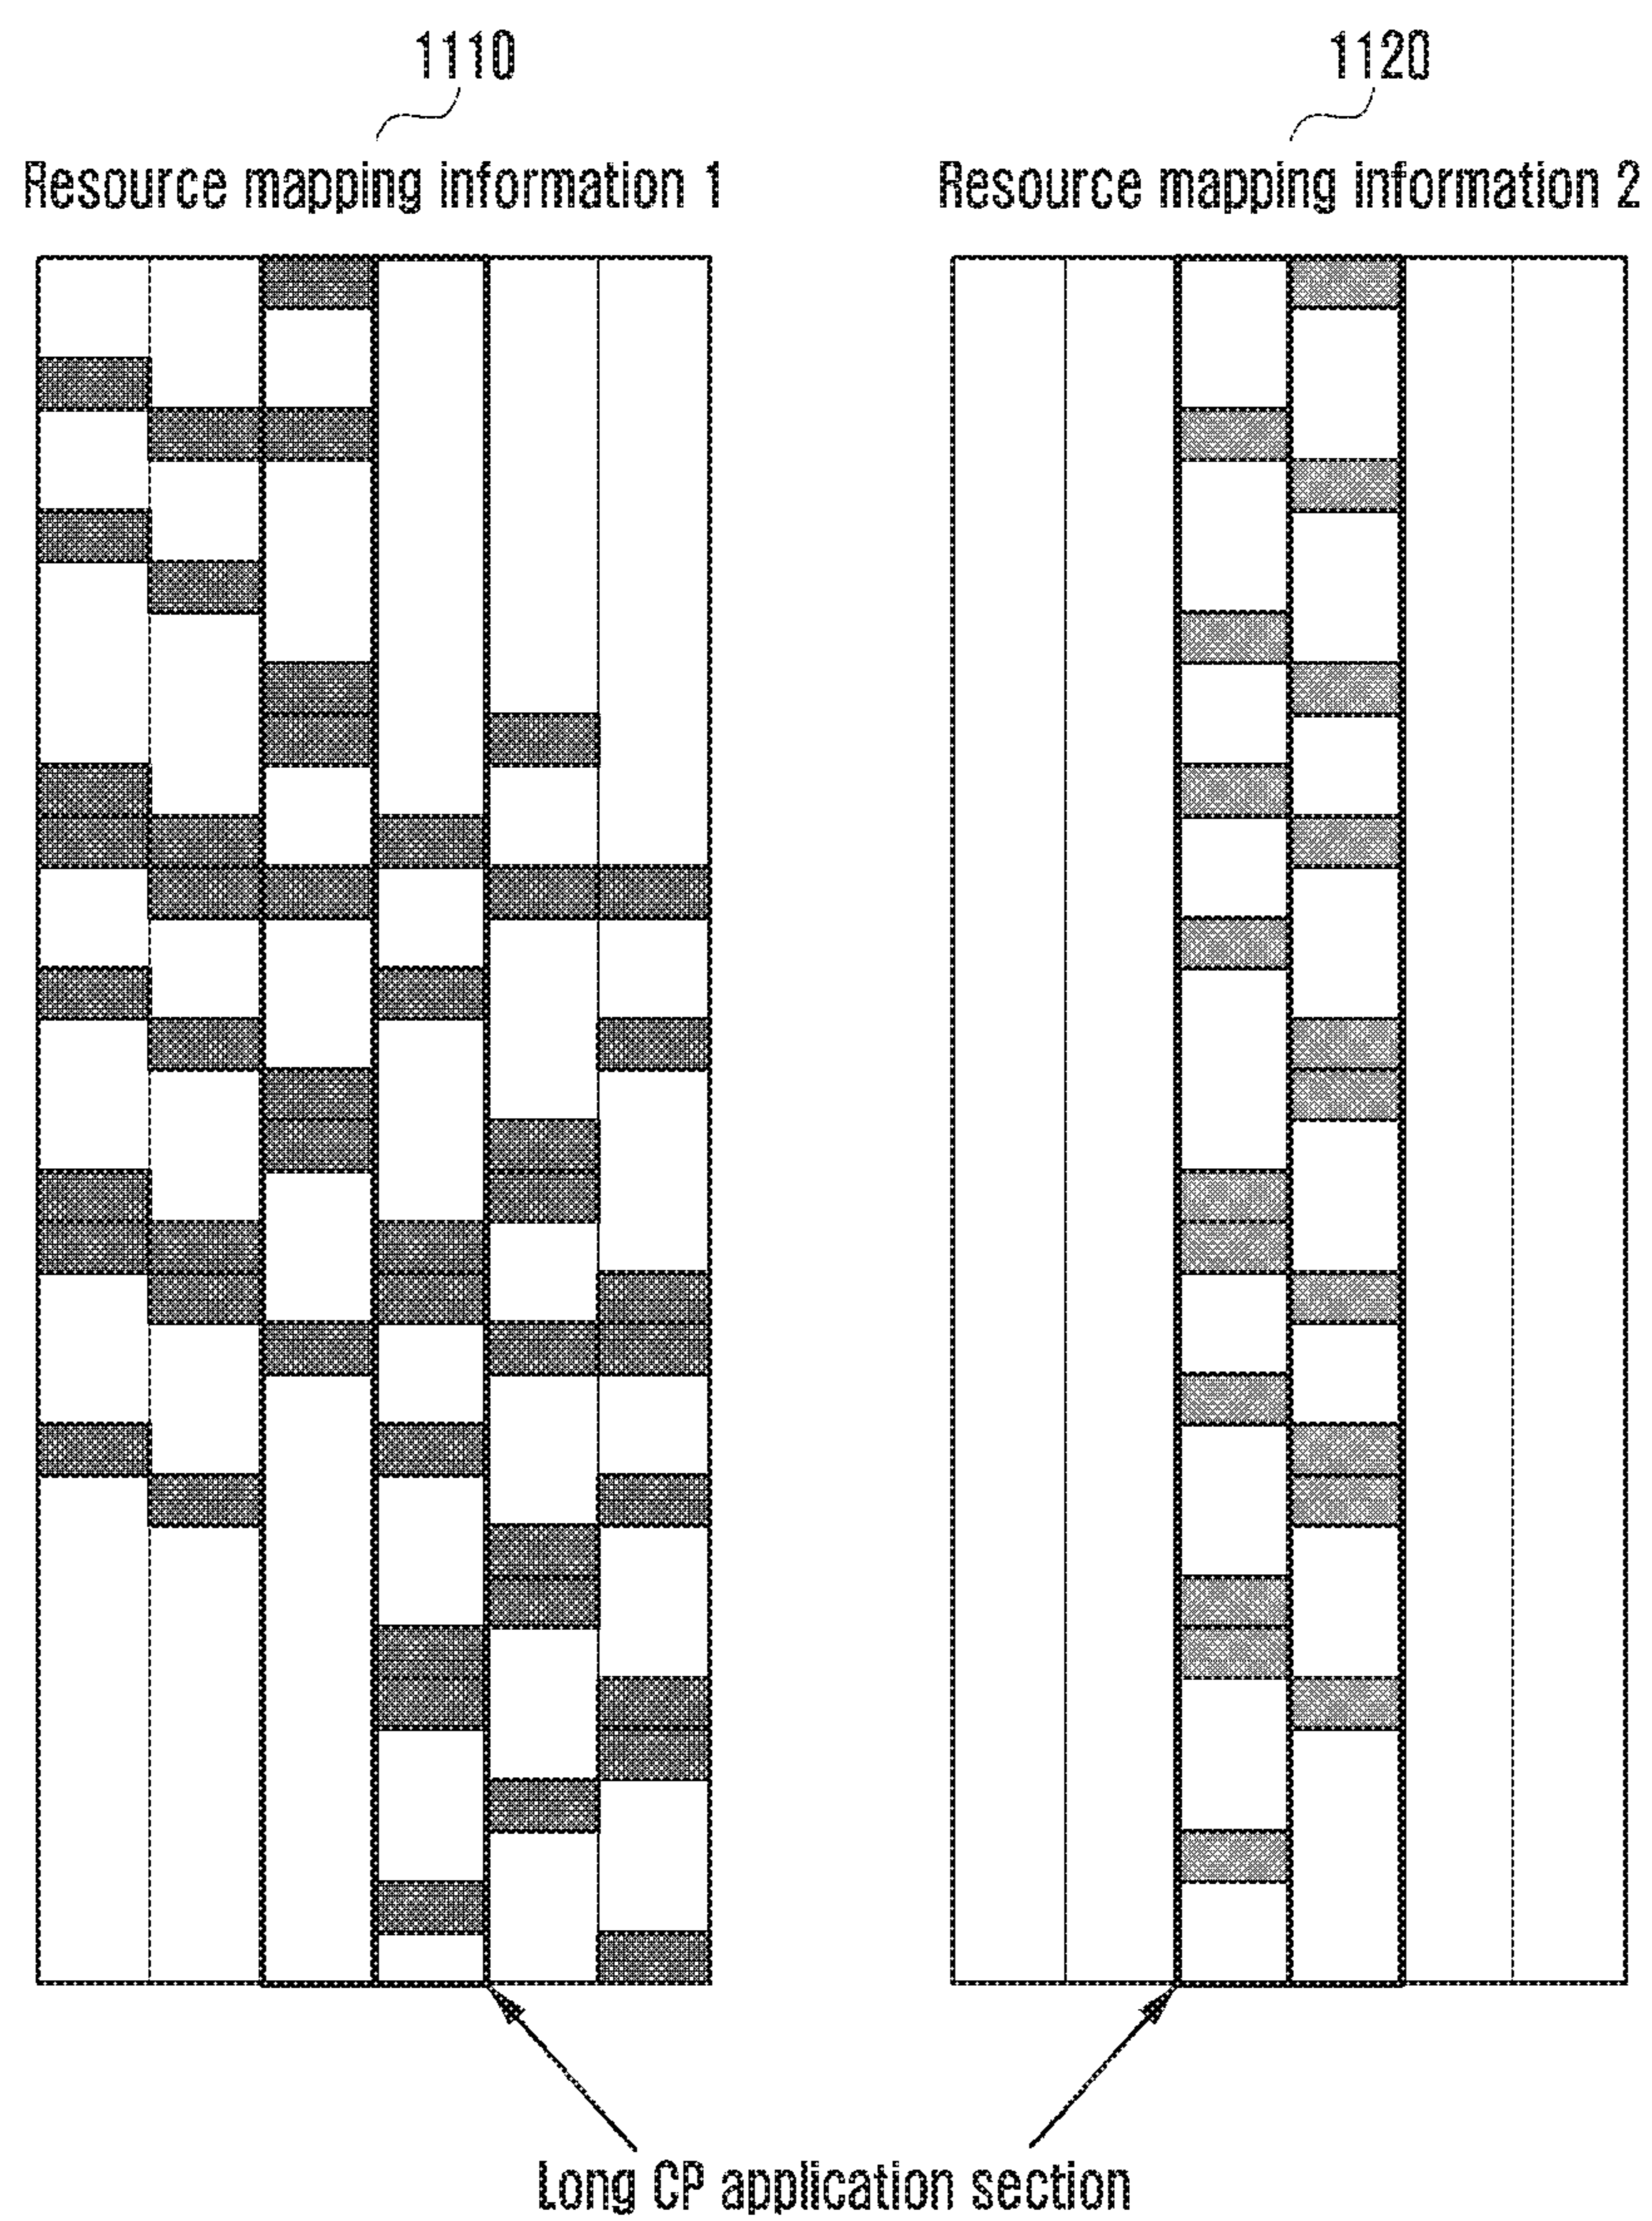 1110
1120
Resource mapping information 1
Resource mapping information 2
Long CP application section